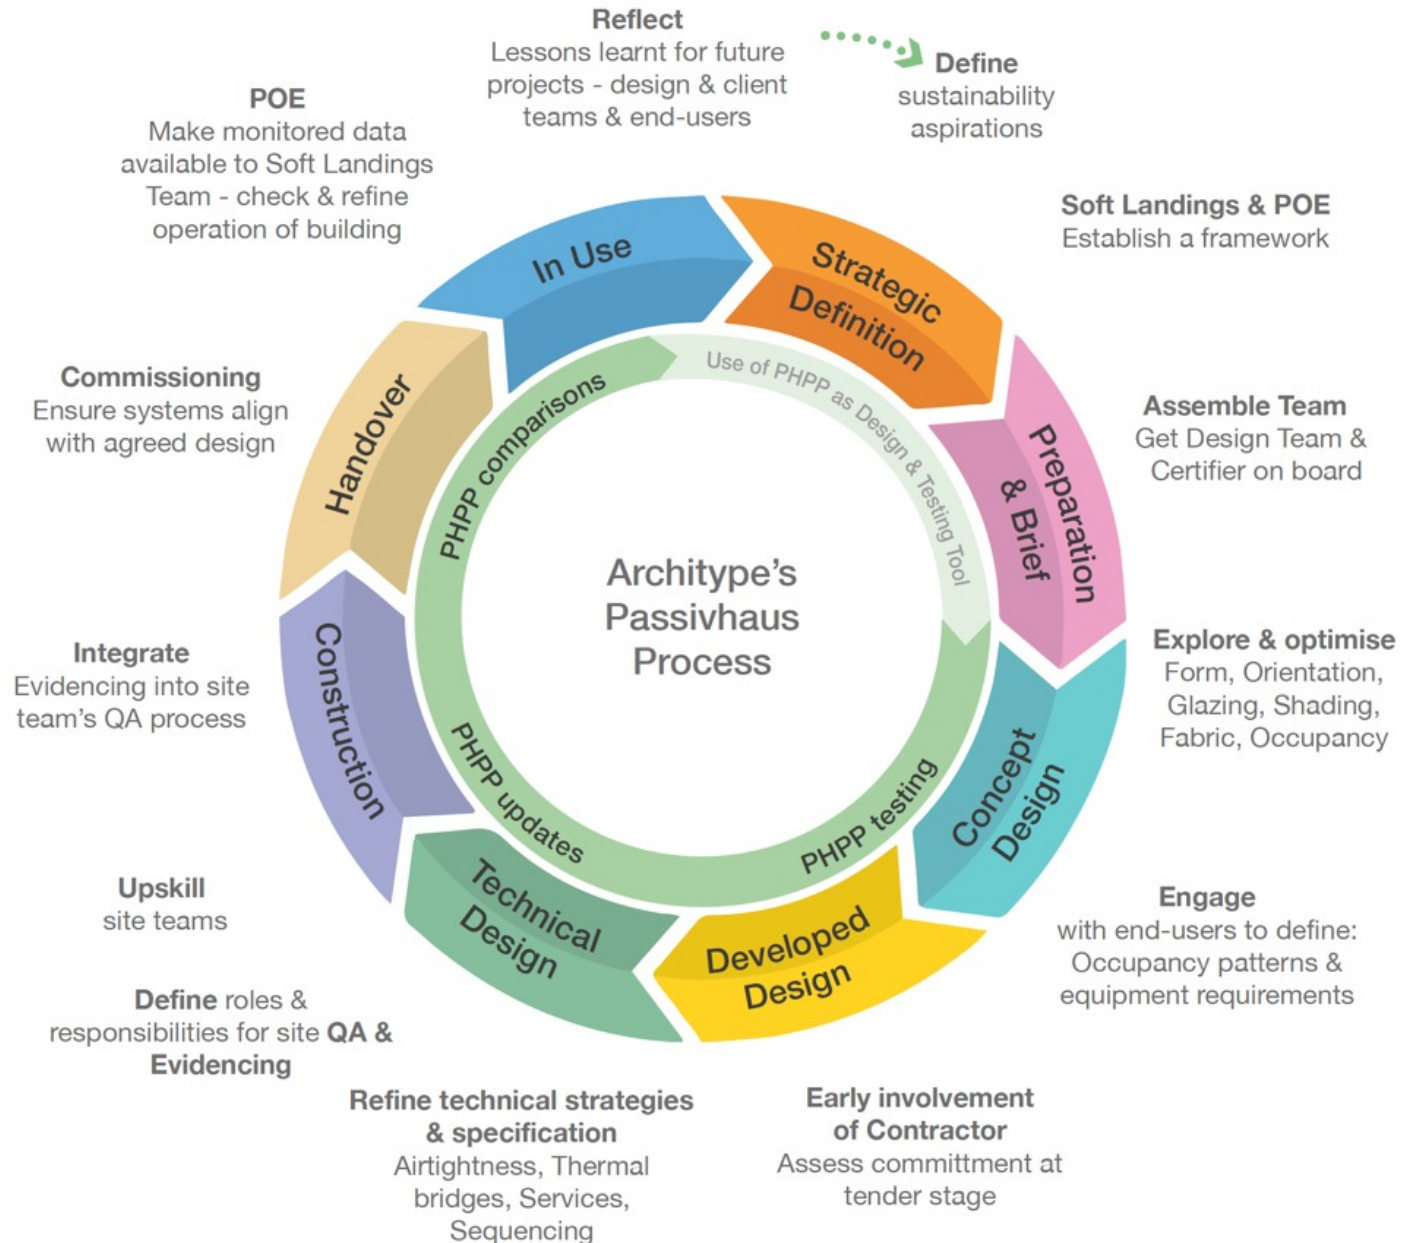 Reflect
Lessons learnt for future
projects - design & client
teams & end-users
Define
sustainability
aspirations
POE
Make monitored data
available to Soft Landings
Team - check & refine
operation of building
Soft Landings & POE
Establish a framework
In Use
Strategic
Definition
Commissioning
Ensure systems align
with agreed design
Handover
PHPP comparisons
Use of PHPP as Design & Testing Tool
Preparation
& Brief
Assemble Team
Get Design Team &
Certifier on board
Architype's
Passivhaus
Process
Integrate
Evidencing into site
team's QA process
Construction
PHPP updates
PHPP testing
Concept
Design
Explore & optimise
Form, Orientation,
Glazing, Shading,
Fabric, Occupancy
Upskill
site teams
Technical
Design
Developed
Design
Engage
with end-users to define:
Occupancy patterns &
equipment requirements
Define roles &
responsibilities for site QA &
Evidencing
Refine technical strategies
& specification
Airtightness, Thermal
bridges, Services,
Sequencing
Early involvement
of Contractor
Assess committment at
tender stage